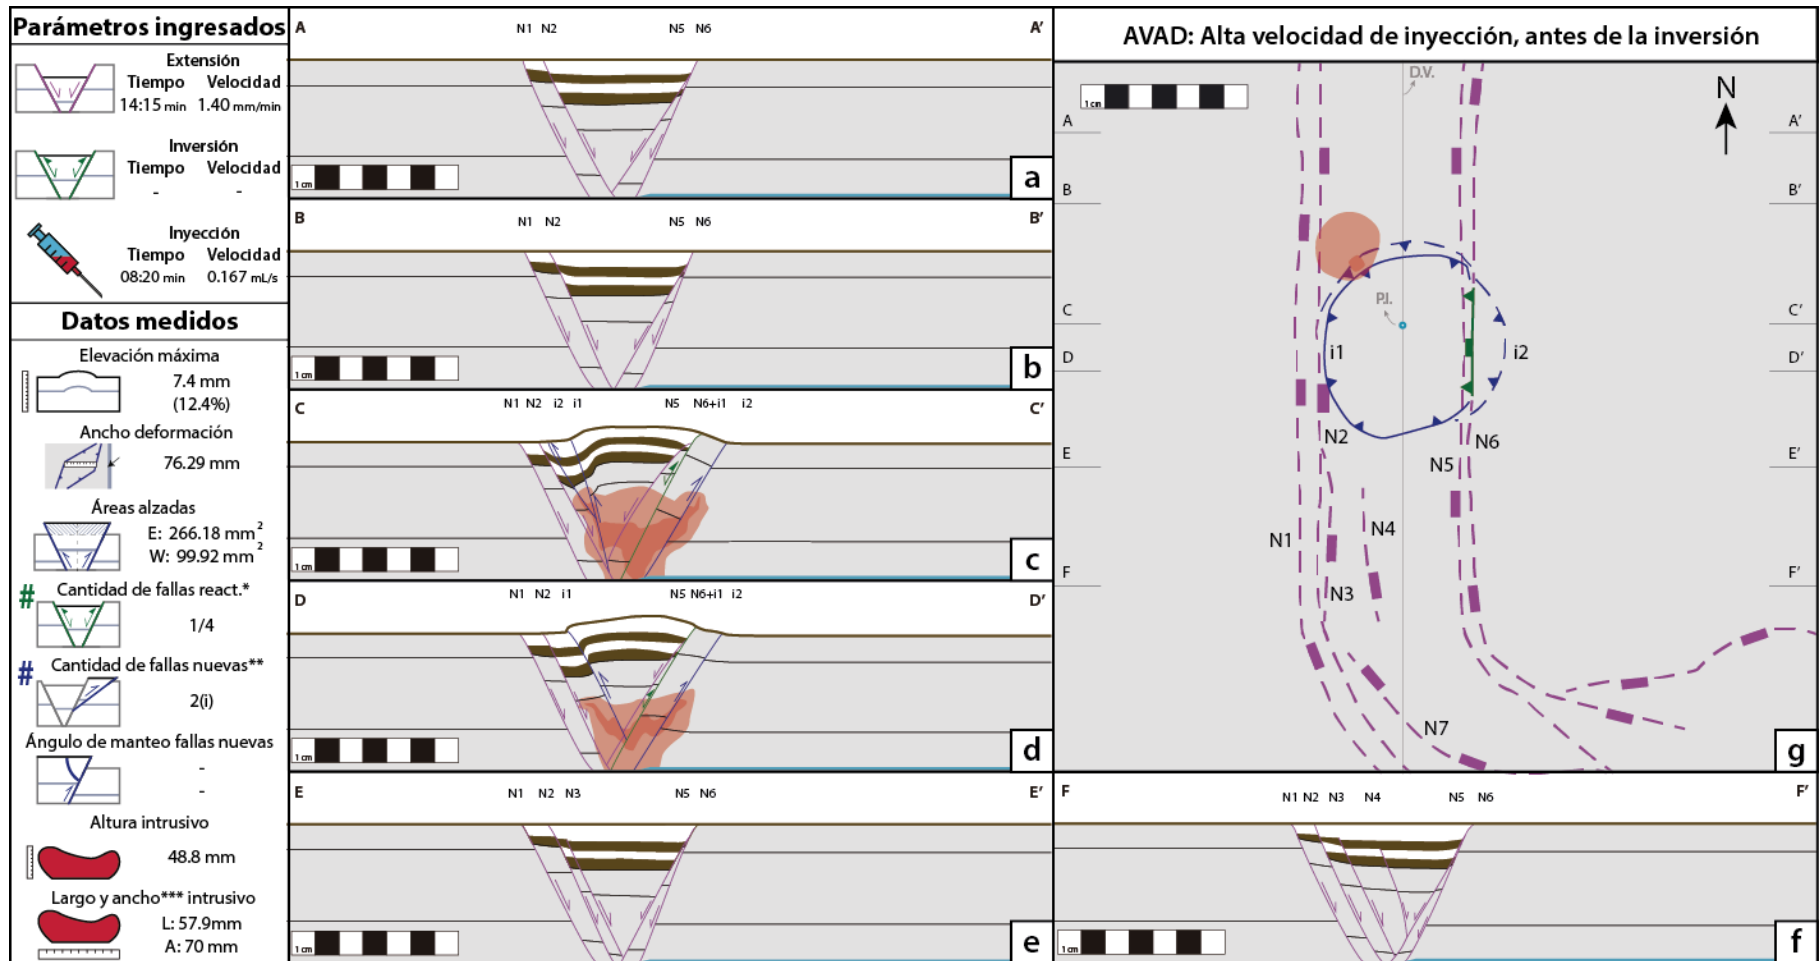 Parámetros ingresados
Extensión
Tiempo Velocidad
14:15 min 1.40 mm/min
Inversión
Tiempo Velocidad
- -
Inyección
Tiempo Velocidad
08:20 min 0.167 mL/s
Datos medidos
Elevación máxima
7.4 mm
(12.4%)
Ancho deformación
76.29 mm
Áreas alzadas
E: 266.18 mm²
W: 99.92 mm²
# Cantidad de fallas react.*
1/4
# Cantidad de fallas nuevas**
2(i)
Ángulo de manteo fallas nuevas
-
-
Altura intrusivo
48.8 mm
Largo y ancho*** intrusivo
L: 57.9mm
A: 70 mm
A N1 N2 N5 N6 A'
1 cm
a
B N1 N2 N5 N6 B'
1 cm
b
C N1 N2 i2 i1 N5 N6+i1 i2 C'
1 cm
c
D N1 N2 i1 N5 N6+i1 i2 D'
1 cm
d
E N1 N2 N3 N5 N6 E'
1 cm
e
AVAD: Alta velocidad de inyección, antes de la inversión
D.V.
1 cm
N
A A'
B B'
C P.I. C'
D i1 i2 D'
N2 N6
E N5 E'
N1 N4
F F'
N3
N7
g
F N1 N2 N3 N4 N5 N6 F'
1 cm
f